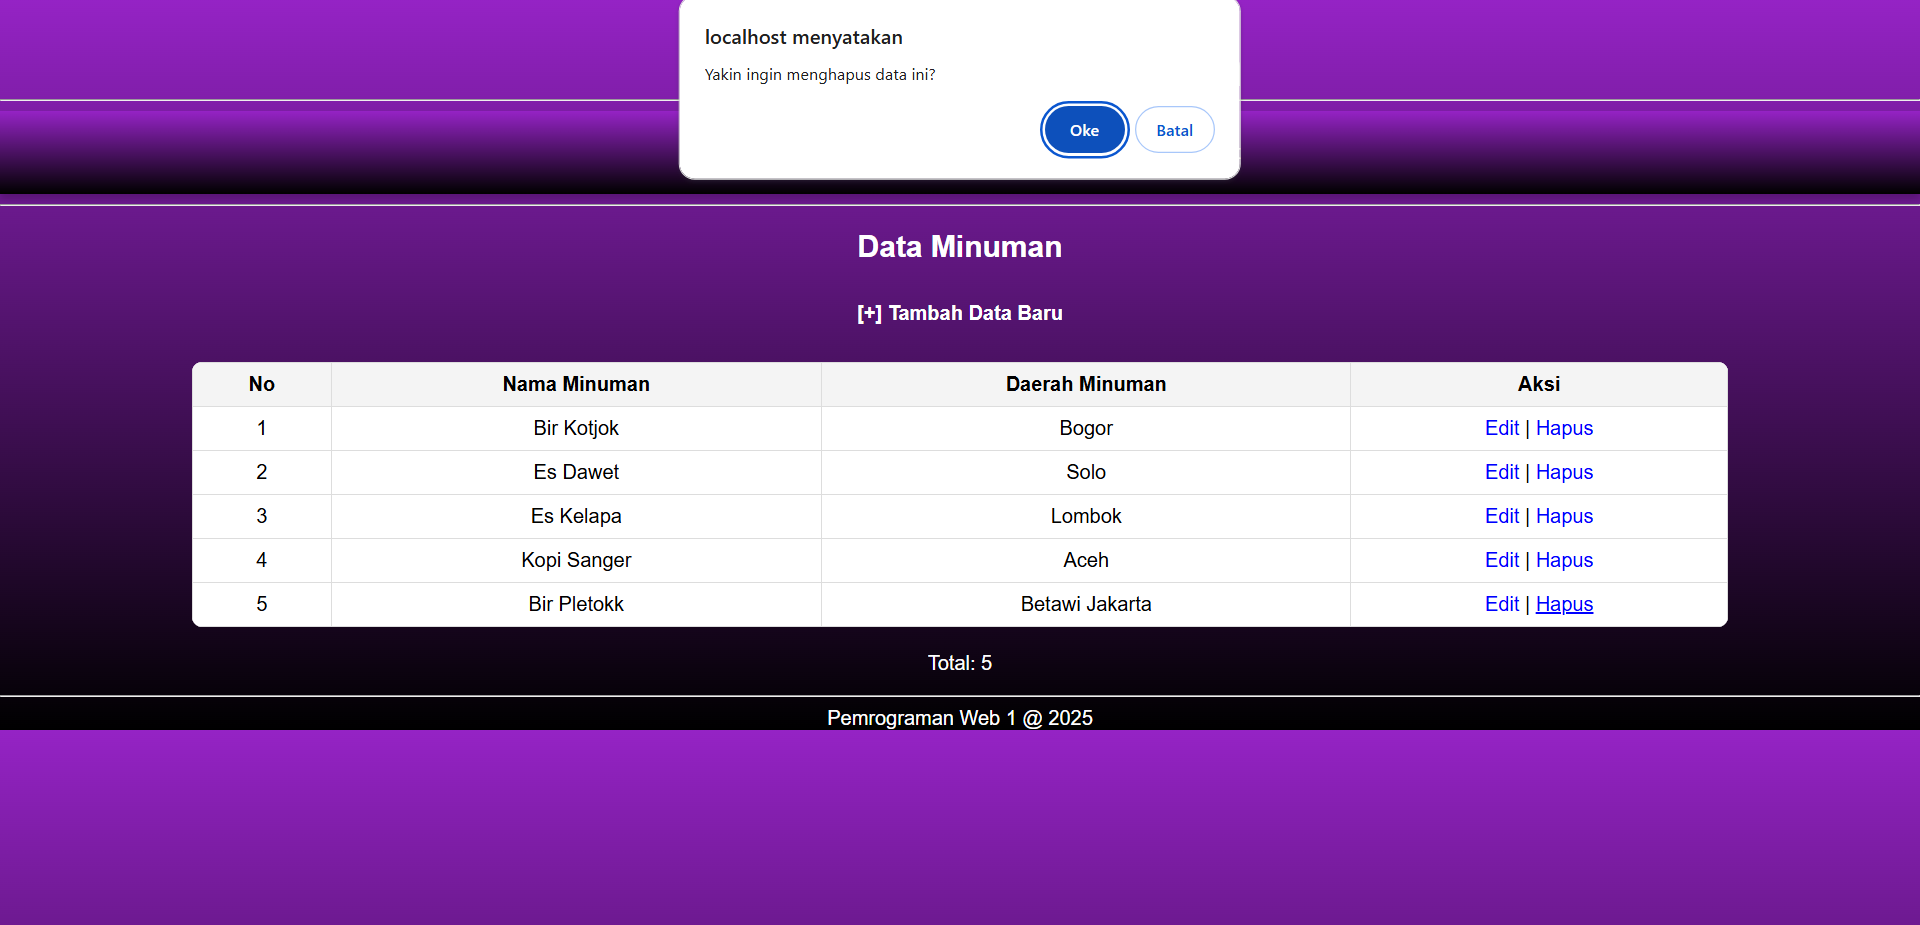 localhost menyatakan
Yakin ingin menghapus data ini?
Oke Batal
Data Minuman
[+] Tambah Data Baru
No Nama Minuman Daerah Minuman Aksi
1 Bir Kotjok Bogor Edit | Hapus
2 Es Dawet Solo Edit | Hapus
3 Es Kelapa Lombok Edit | Hapus
4 Kopi Sanger Aceh Edit | Hapus
5 Bir Pletokk Betawi Jakarta Edit | Hapus
Total: 5
Pemrograman Web 1 @ 2025